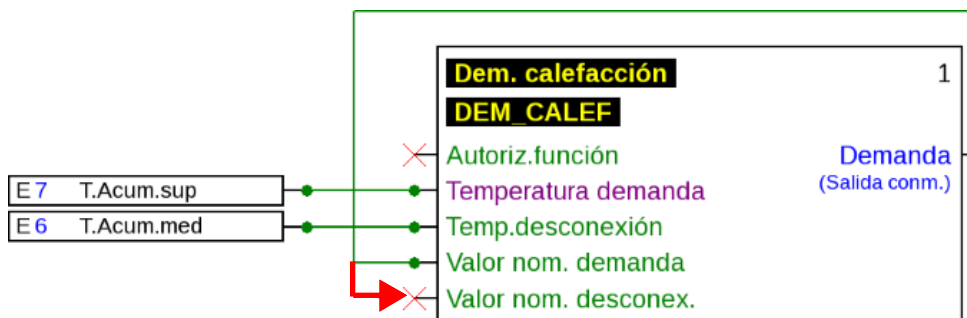 Dem. calefacción 1
DEM_CALEF
Autoriz.función Demanda
(Salida conm.)
E 7 T.Acum.sup Temperatura demanda
E 6 T.Acum.med Temp.desconexión
Valor nom. demanda
Valor nom. desconex.